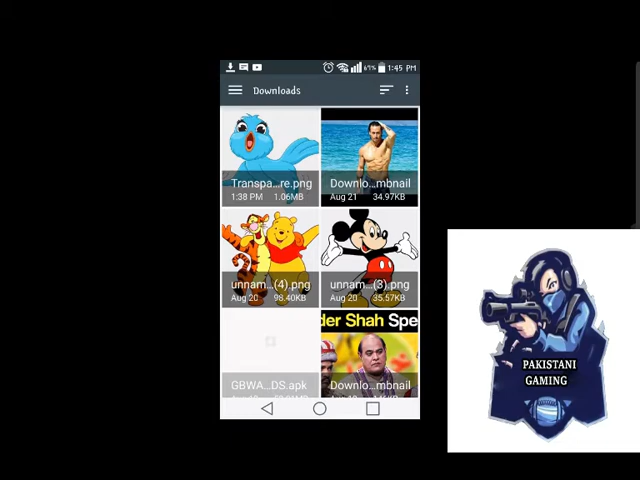 69% 1:45 PM
Downloads
Transpa...re.png
1:38 PM 1.06MB
Downlo...mbnail
Aug 21 34.97KB
unnam...(4).png
Aug 20 98.40KB
unnam...(3).png
Aug 20 35.57KB
der Shah Spe
GBWA...DS.apk
Downlo...mbnail
PAKISTANI
GAMING